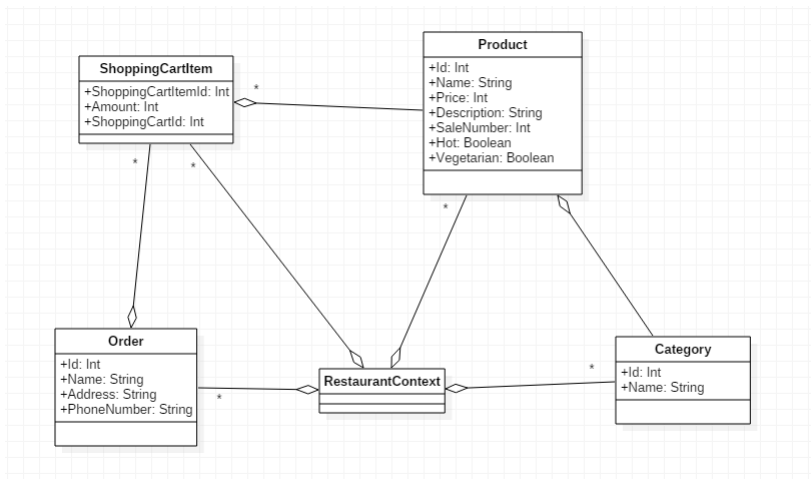 ShoppingCartItem
+ShoppingCartItemId: Int
+Amount: Int
+ShoppingCartId: Int
*
Product
+Id: Int
+Name: String
+Price: Int
+Description: String
+SaleNumber: Int
+Hot: Boolean
+Vegetarian: Boolean
*
*
*
Order
+Id: Int
+Name: String
+Address: String
+PhoneNumber: String
*
RestaurantContext
*
Category
+Id: Int
+Name: String